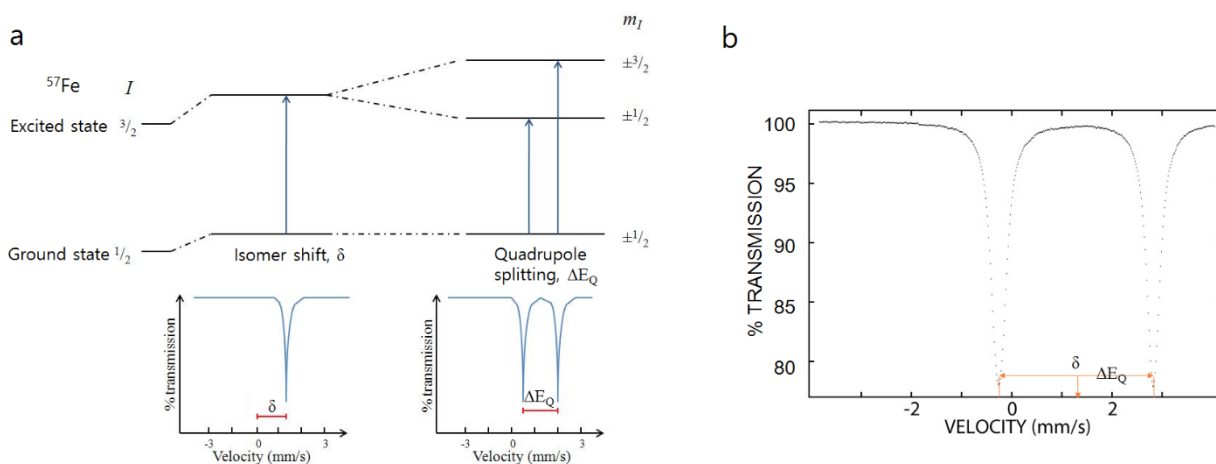 a
m_I
⁵⁷Fe
I
±³/₂
Excited state ³/₂
±¹/₂
Ground state ¹/₂
±¹/₂
Isomer shift, δ
Quadrupole
splitting, ΔE_Q
% transmission
δ
-3
0
3
Velocity (mm/s)
% transmission
ΔE_Q
-3
0
3
Velocity (mm/s)
b
100
95
90
85
80
% TRANSMISSION
δ
ΔE_Q
-2
0
2
VELOCITY (mm/s)